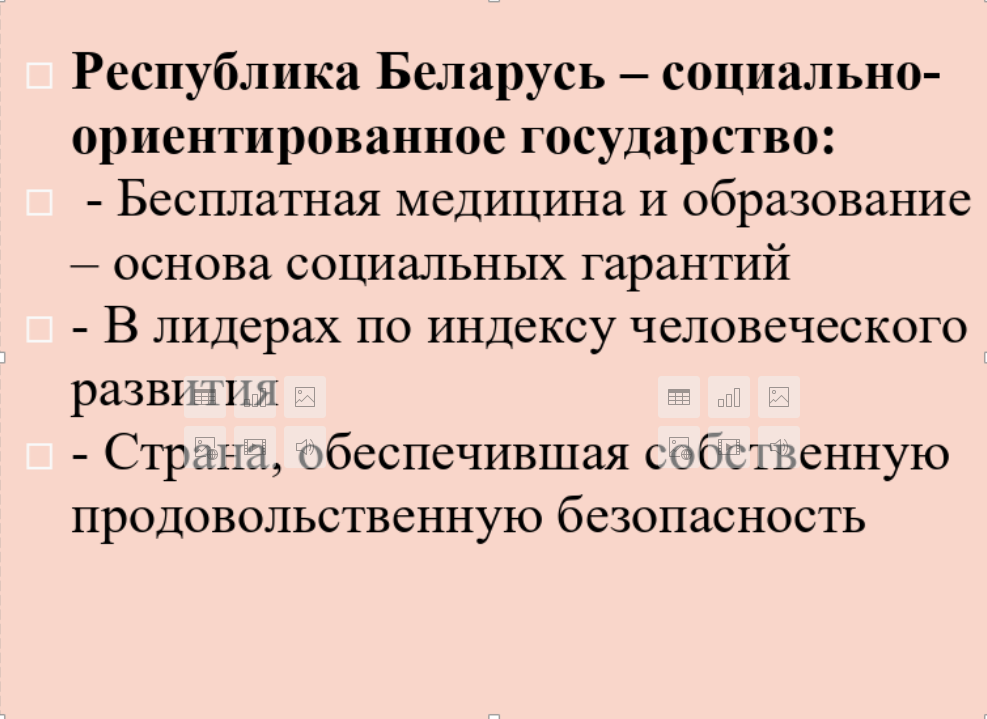 Республика Беларусь – социально-
ориентированное государство:
- Бесплатная медицина и образование
– основа социальных гарантий
- В лидерах по индексу человеческого
развития
- Страна, обеспечившая собственную
продовольственную безопасность